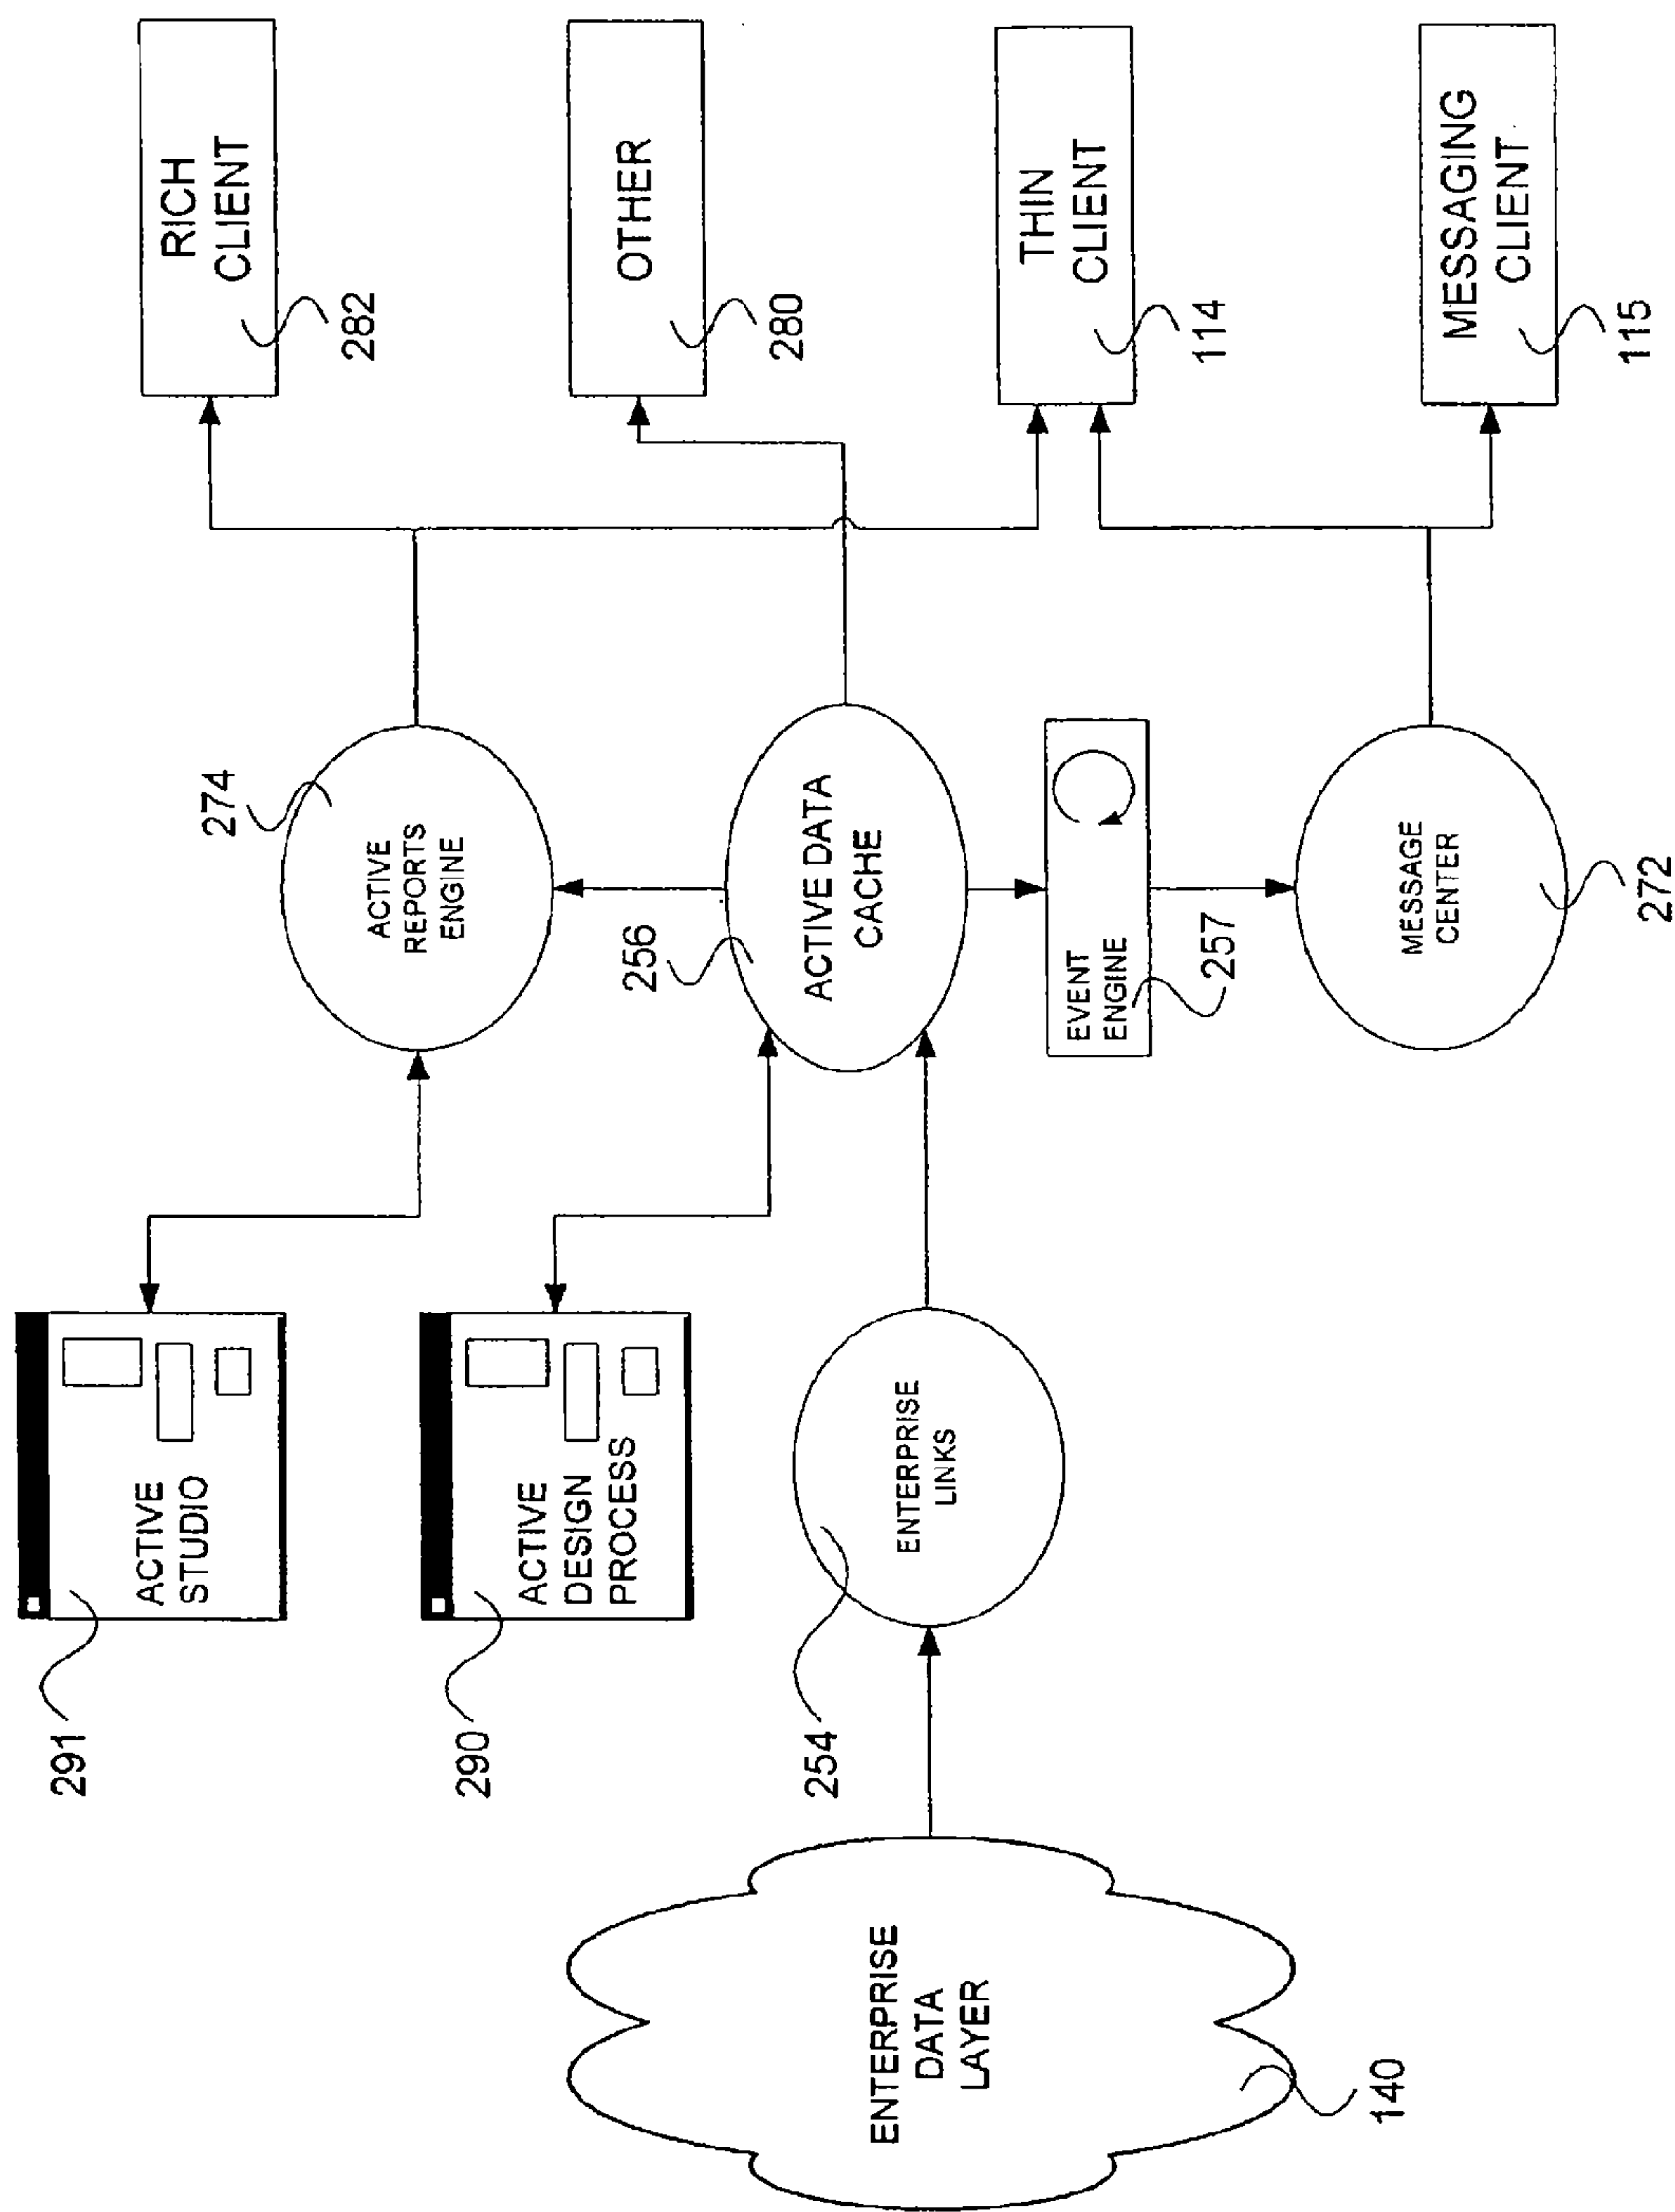 291
ACTIVE
STUDIO
274
ACTIVE
REPORTS
ENGINE
RICH
CLIENT
282
290
ACTIVE
DESIGN
PROCESS
256
ACTIVE DATA
CACHE
OTHER
280
254
ENTERPRISE
LINKS
EVENT
ENGINE
257
THIN
CLIENT
114
ENTERPRISE
DATA
LAYER
140
MESSAGE
CENTER
272
MESSAGING
CLIENT
115